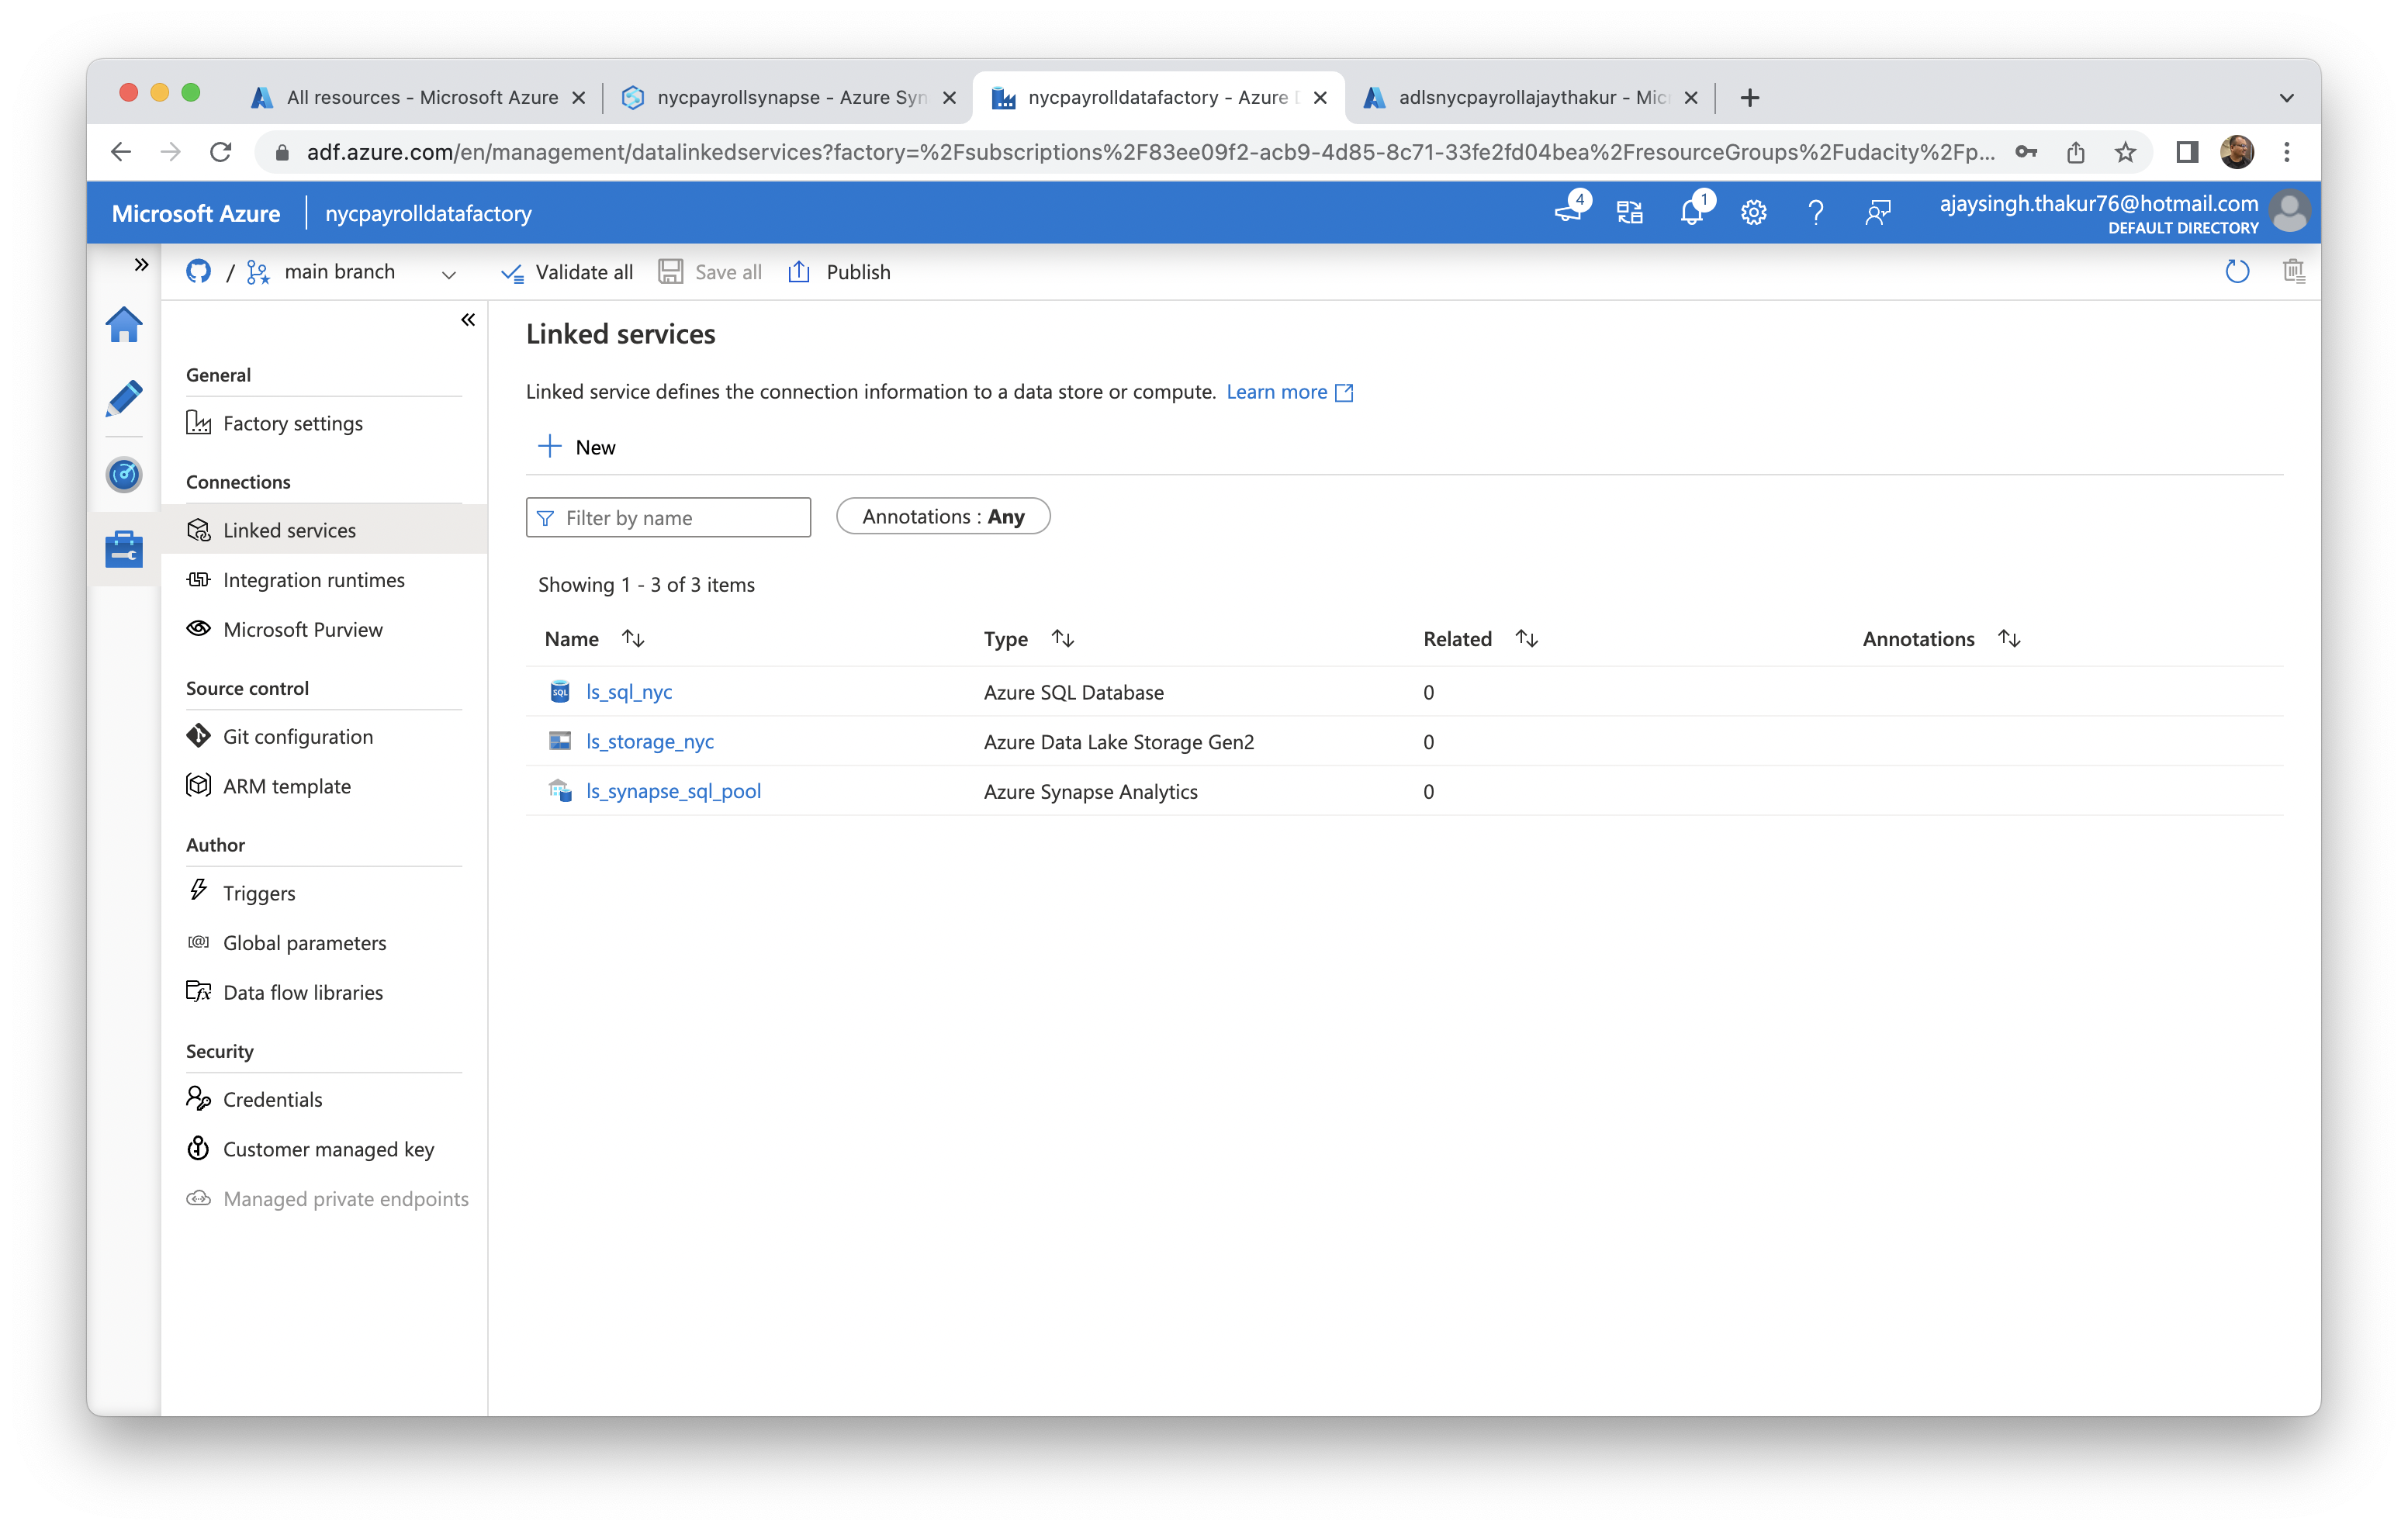 All resources - Microsoft Azure
nycpayrollsynapse - Azure Syn
nycpayrolldatafactory - Azure
adlsnycpayrollajaythakur - Mic
adf.azure.com/en/management/datalinkedservices?factory=%2Fsubscriptions%2F83ee09f2-acb9-4d85-8c71-33fe2fd04bea%2FresourceGroups%2Fudacity%2Fp...
Microsoft Azure
nycpayrolldatafactory
4
1
ajaysingh.thakur76@hotmail.com
DEFAULT DIRECTORY
/ main branch
Validate all
Save all
Publish
General
Factory settings
Connections
Linked services
Integration runtimes
Microsoft Purview
Source control
Git configuration
ARM template
Author
Triggers
Global parameters
Data flow libraries
Security
Credentials
Customer managed key
Managed private endpoints
Linked services
Linked service defines the connection information to a data store or compute. Learn more
New
Filter by name
Annotations : Any
Showing 1 - 3 of 3 items
Name Type Related Annotations
SQL ls_sql_nyc Azure SQL Database 0
ls_storage_nyc Azure Data Lake Storage Gen2 0
ls_synapse_sql_pool Azure Synapse Analytics 0